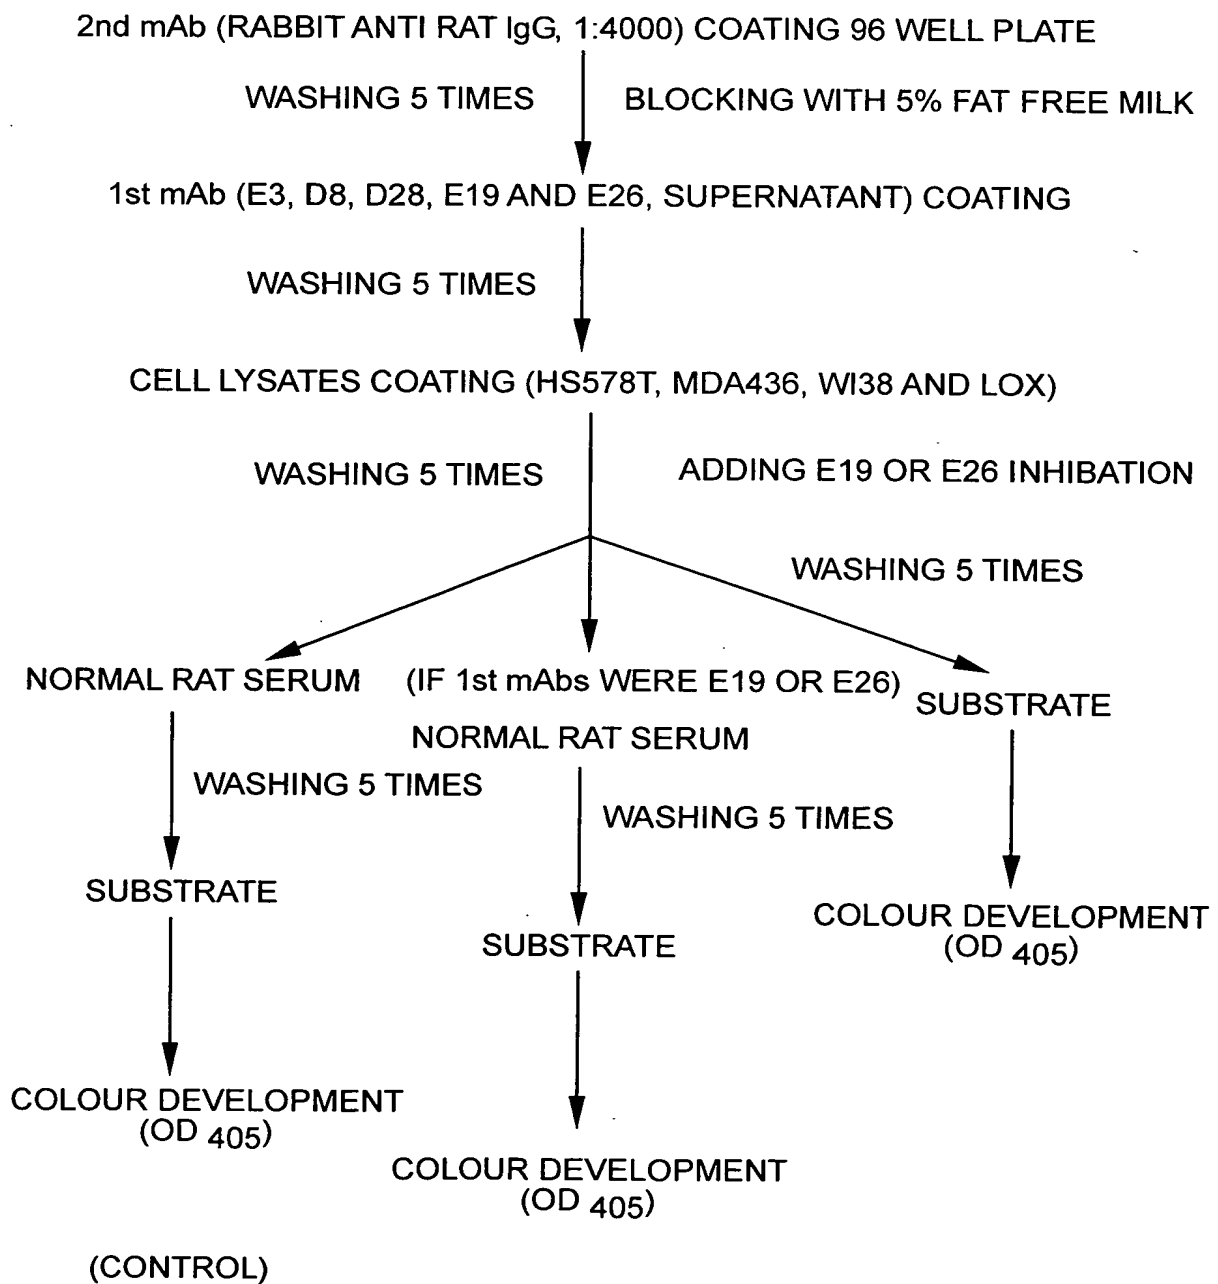 2nd mAb (RABBIT ANTI RAT IgG, 1:4000) COATING 96 WELL PLATE
WASHING 5 TIMES
BLOCKING WITH 5% FAT FREE MILK
1st mAb (E3, D8, D28, E19 AND E26, SUPERNATANT) COATING
WASHING 5 TIMES
CELL LYSATES COATING (HS578T, MDA436, WI38 AND LOX)
WASHING 5 TIMES
ADDING E19 OR E26 INHIBATION
WASHING 5 TIMES
NORMAL RAT SERUM
(IF 1st mAbs WERE E19 OR E26)
NORMAL RAT SERUM
SUBSTRATE
WASHING 5 TIMES
WASHING 5 TIMES
SUBSTRATE
SUBSTRATE
COLOUR DEVELOPMENT
(OD 405)
COLOUR DEVELOPMENT
(OD 405)
COLOUR DEVELOPMENT
(OD 405)
(CONTROL)